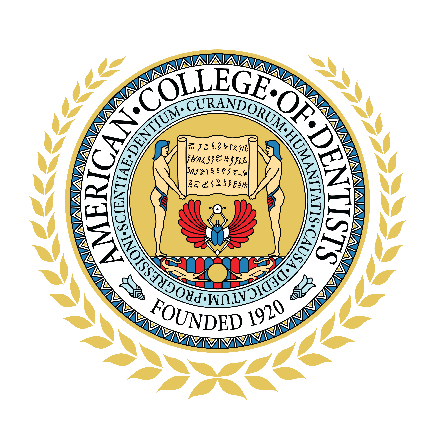 AMERICAN·COLLEGE·OF·DENTISTS
PROGRESSIONI·SCIENTIAE·DENTIUM·CURANDORUM·HUMANITATIS·CAUSA·DEDICATUM
FOUNDED 1920